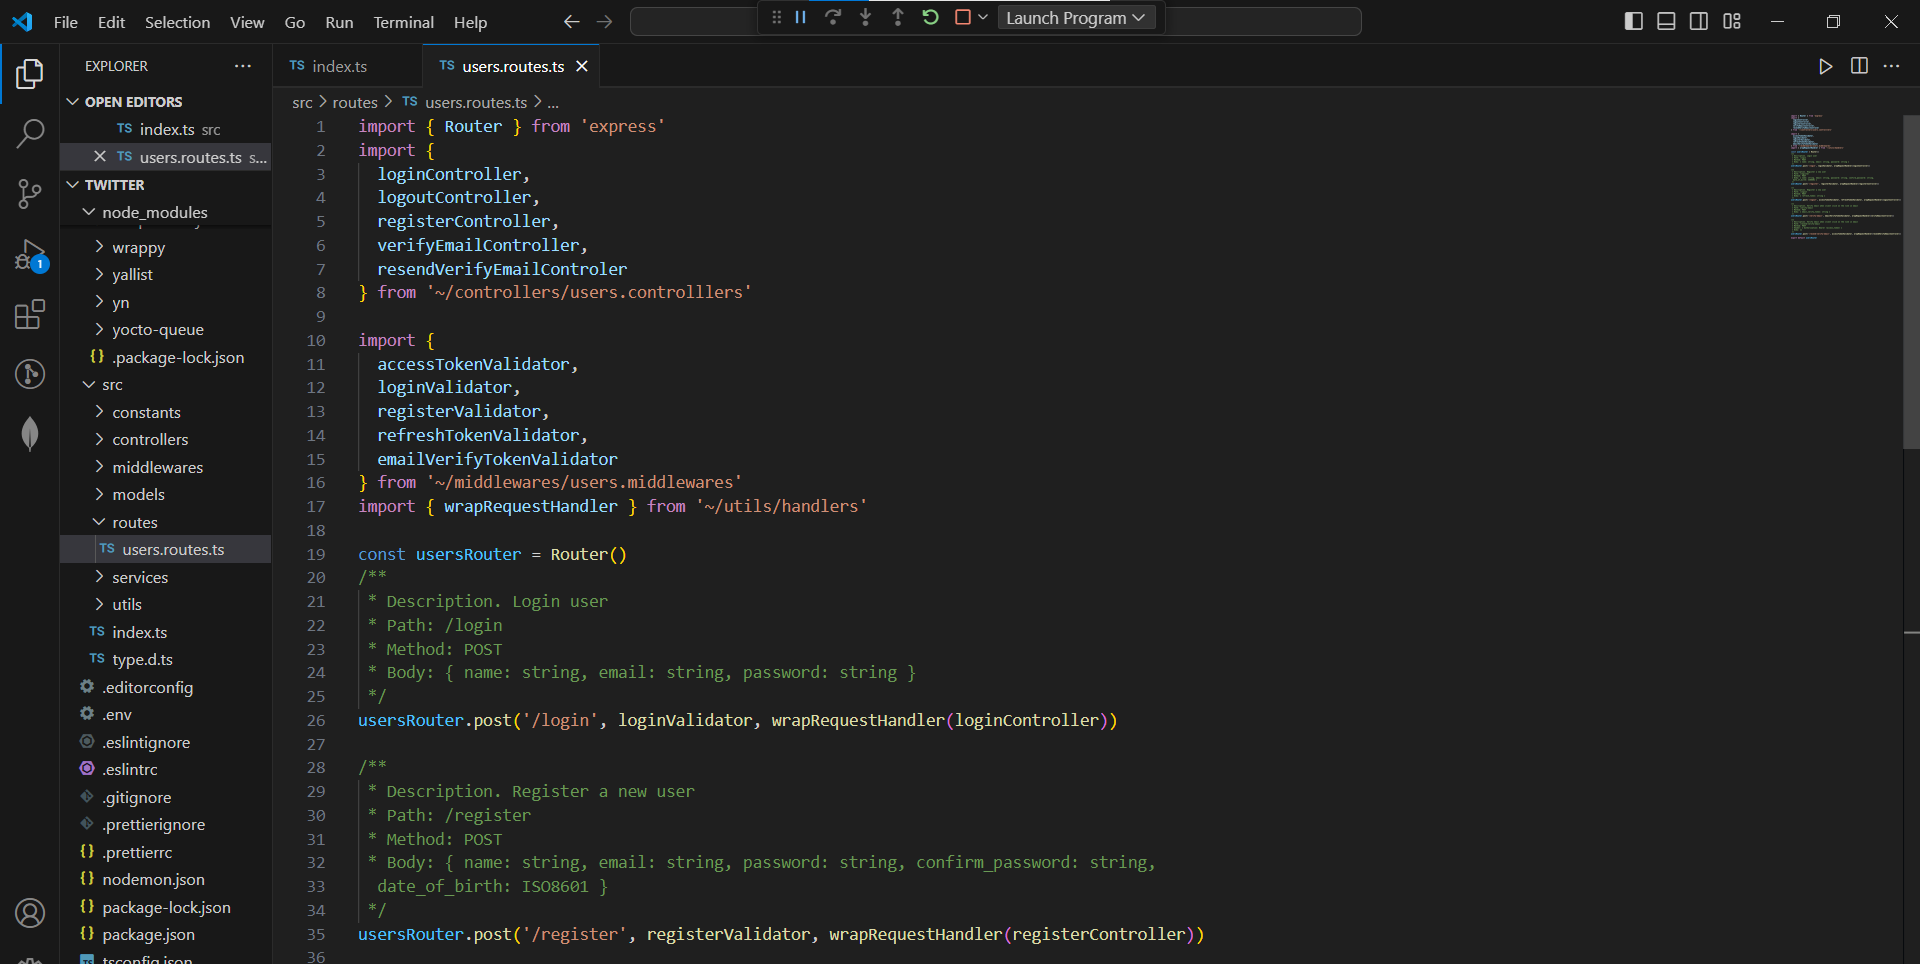 File Edit Selection View Go Run Terminal Help
Launch Program
EXPLORER
OPEN EDITORS
TS index.ts src
TS users.routes.ts s...
TWITTER
node_modules
wrappy
yallist
yn
yocto-queue
{} .package-lock.json
src
constants
controllers
middlewares
models
routes
TS users.routes.ts
services
utils
TS index.ts
TS type.d.ts
.editorconfig
.env
.eslintignore
.eslintrc
.gitignore
.prettierignore
{} .prettierrc
{} nodemon.json
{} package-lock.json
{} package.json
tsconfig.json
1
TS index.ts
TS users.routes.ts
src > routes > TS users.routes.ts > ...
1 import { Router } from 'express'
2 import {
3 loginController,
4 logoutController,
5 registerController,
6 verifyEmailController,
7 resendVerifyEmailControler
8 } from '~/controllers/users.controlllers'
9
10 import {
11 accessTokenValidator,
12 loginValidator,
13 registerValidator,
14 refreshTokenValidator,
15 emailVerifyTokenValidator
16 } from '~/middlewares/users.middlewares'
17 import { wrapRequestHandler } from '~/utils/handlers'
18
19 const usersRouter = Router()
20 /**
21 * Description. Login user
22 * Path: /login
23 * Method: POST
24 * Body: { name: string, email: string, password: string }
25 */
26 usersRouter.post('/login', loginValidator, wrapRequestHandler(loginController))
27
28 /**
29 * Description. Register a new user
30 * Path: /register
31 * Method: POST
32 * Body: { name: string, email: string, password: string, confirm_password: string,
33 date_of_birth: ISO8601 }
34 */
35 usersRouter.post('/register', registerValidator, wrapRequestHandler(registerController))
36